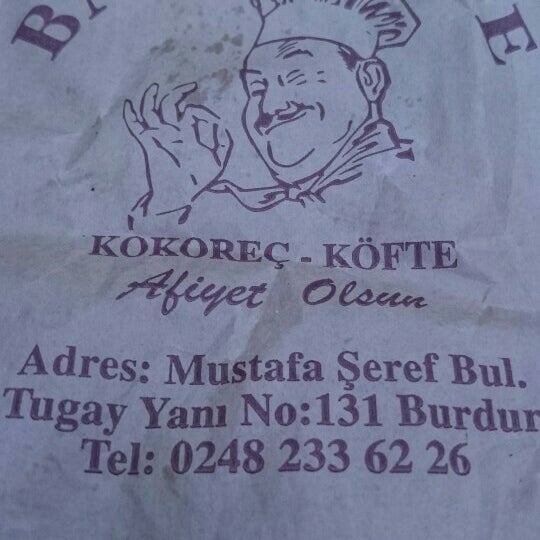 KOKOREÇ - KÖFTE
Afiyet Olsun
Adres: Mustafa Şeref Bul.
Tugay Yanı No:131 Burdur
Tel: 0248 233 62 26